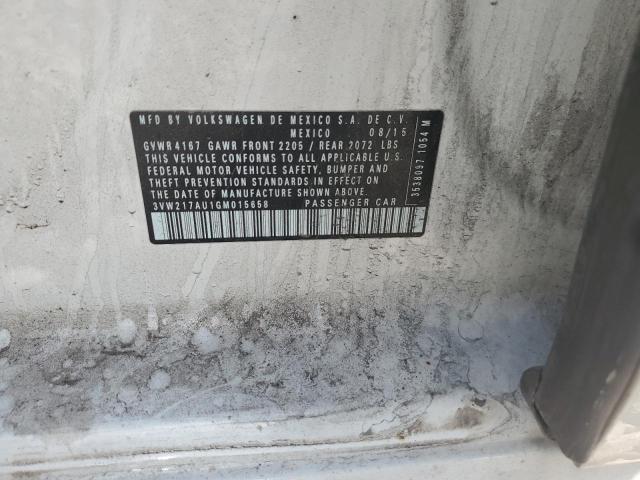 MFD BY VOLKSWAGEN DE MEXICO S.A. DE C.V.
MEXICO 08/15
GVWR 4167 GAWR FRONT 2205 / REAR 2072 LBS
THIS VEHICLE CONFORMS TO ALL APPLICABLE U.S.
FEDERAL MOTOR VEHICLE SAFETY, BUMPER AND
THEFT PREVENTION STANDARDS IN EFFECT ON
THE DATE OF MANUFACTURE SHOWN ABOVE.
3VW217AU1GM015658 PASSENGER CAR
3538097 1054 M